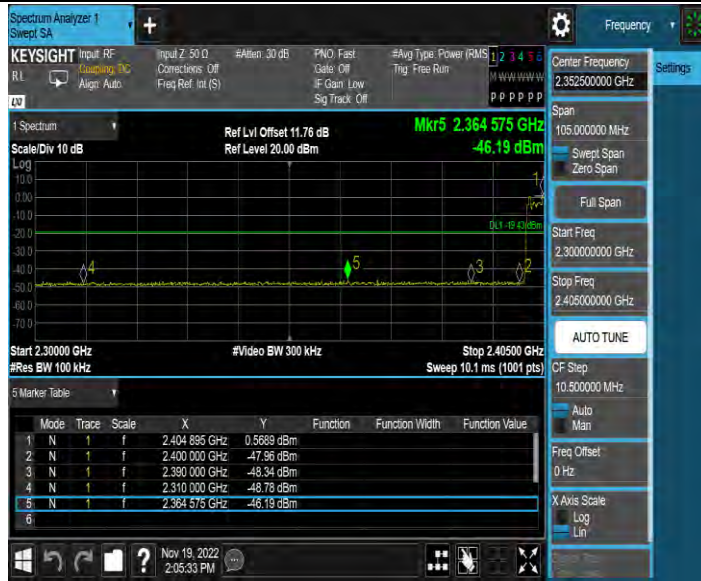 Spectrum Analyzer 1
Swept SA
+
Frequency
KEYSIGHT Input: RF
Coupling: DC
Align: Auto
Input Z: 50 Ω
Corrections: Off
Freq Ref: Int (S)
#Atten: 30 dB
PNO: Fast
Gate: Off
IF Gain: Low
Sig Track: Off
#Avg Type: Power (RMS
Trig: Free Run
1 2 3 4 5 6
M W W W W W
P P P P P P
RL
LXI
1 Spectrum
Scale/Div 10 dB
Ref Lvl Offset 11.76 dB
Ref Level 20.00 dBm
Mkr5 2.364 575 GHz
-46.19 dBm
Log
10.0
0.00
-10.0
-20.0
-30.0
-40.0
-50.0
-60.0
-70.0
1
DL1 -19.43 dBm
4
5
3
2
Start 2.30000 GHz
#Res BW 100 kHz
#Video BW 300 kHz
Stop 2.40500 GHz
Sweep 10.1 ms (1001 pts)
5 Marker Table
Mode Trace Scale X Y Function Function Width Function Value
1 N 1 f 2.404 895 GHz 0.5689 dBm
2 N 1 f 2.400 000 GHz -47.96 dBm
3 N 1 f 2.390 000 GHz -48.34 dBm
4 N 1 f 2.310 000 GHz -48.78 dBm
5 N 1 f 2.364 575 GHz -46.19 dBm
6
?
Nov 19, 2022
2:05:33 PM
Center Frequency
2.352500000 GHz
Settings
Span
105.000000 MHz
Swept Span
Zero Span
Full Span
Start Freq
2.300000000 GHz
Stop Freq
2.405000000 GHz
AUTO TUNE
CF Step
10.500000 MHz
Auto
Man
Freq Offset
0 Hz
X Axis Scale
Log
Lin